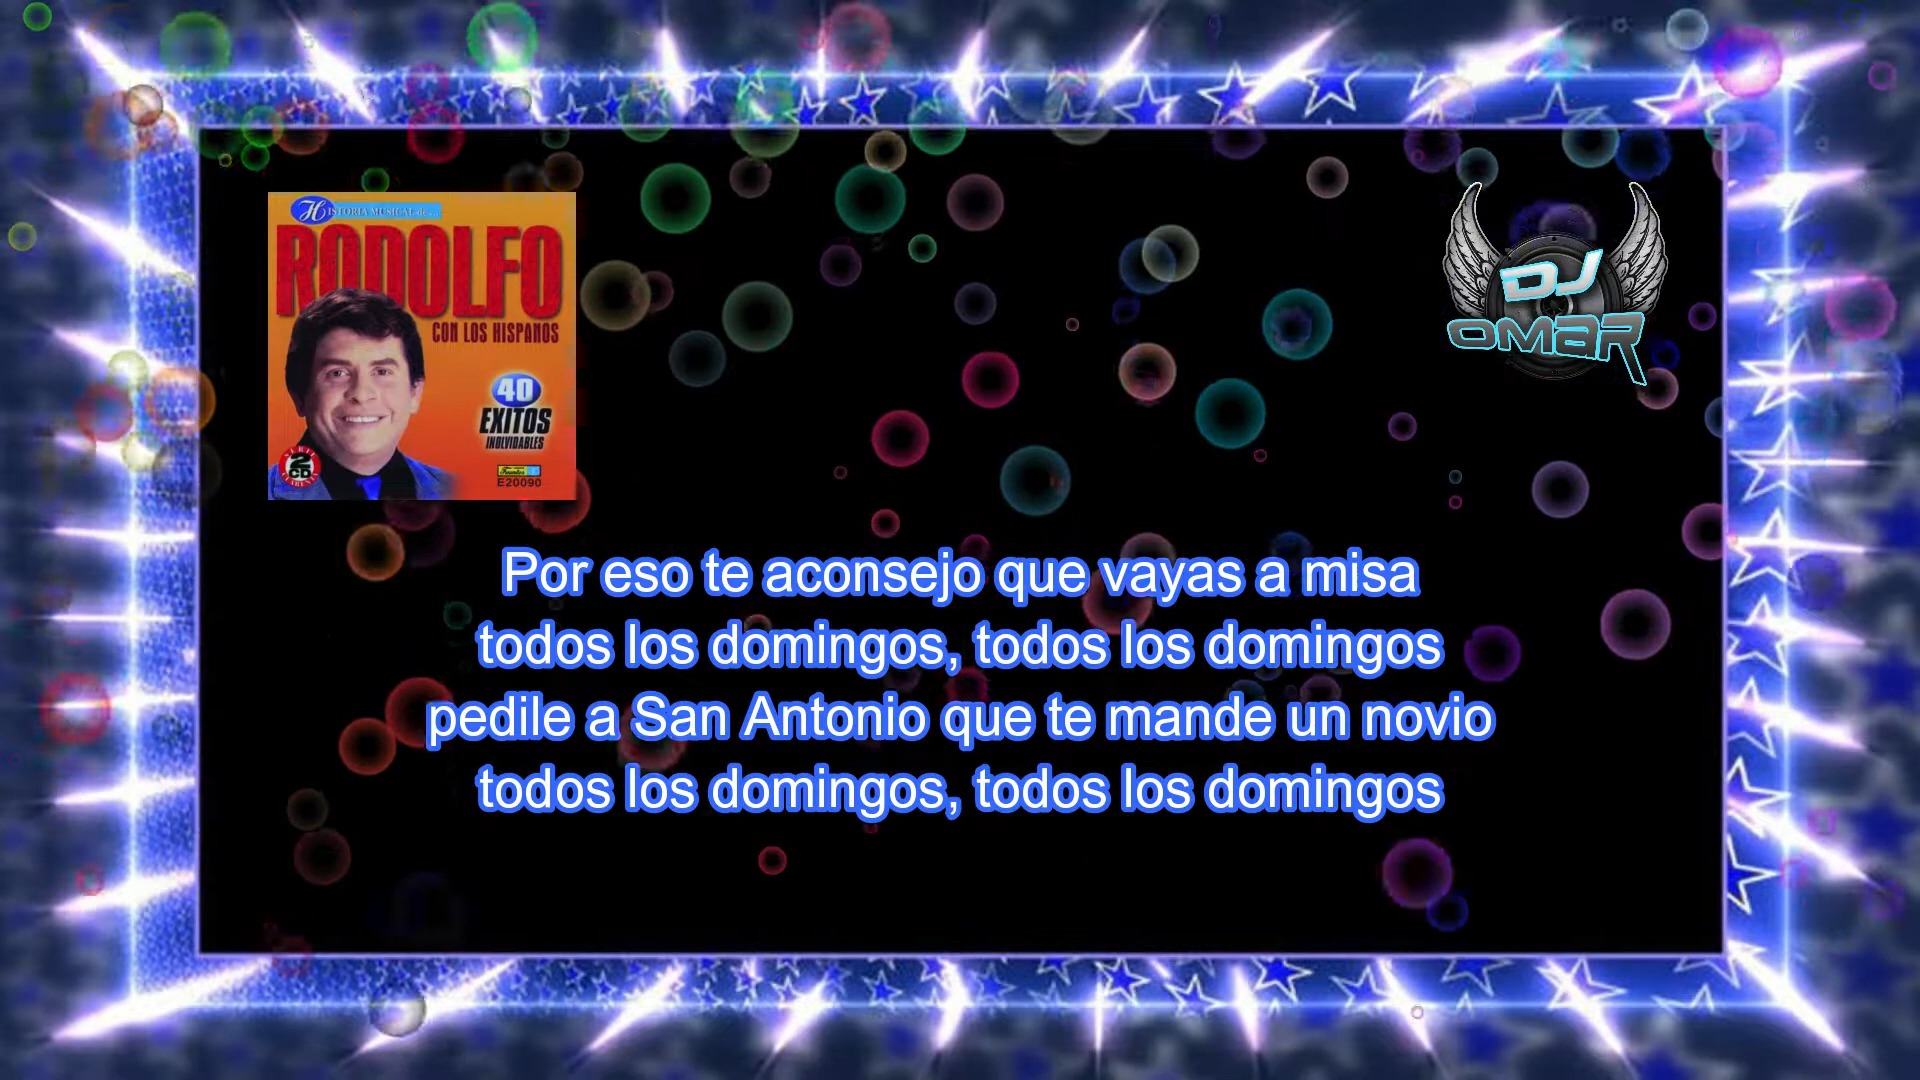 HISTORIA MUSICAL de...
RODOLFO
CON LOS HISPANOS
40
EXITOS
INOLVIDABLES
2
CD
E20090
DJ
OMAR
Por eso te aconsejo que vayas a misa
todos los domingos, todos los domingos
pedile a San Antonio que te mande un novio
todos los domingos, todos los domingos